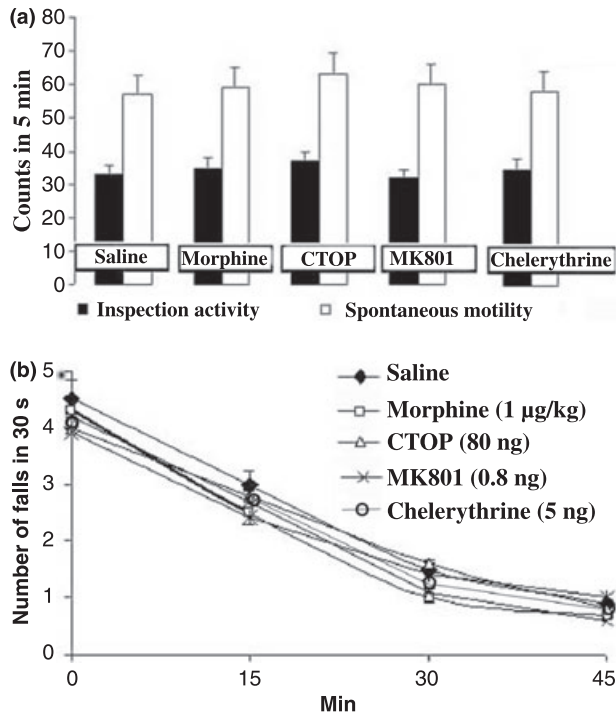 (a)
80
70
60
50
40
30
20
10
0
Counts in 5 min
Saline Morphine CTOP MK801 Chelerythrine
Inspection activity Spontaneous motility
(b)
5
4
3
2
1
0
Number of falls in 30 s
Saline
Morphine (1 µg/kg)
CTOP (80 ng)
MK801 (0.8 ng)
Chelerythrine (5 ng)
0 15 30 45
Min